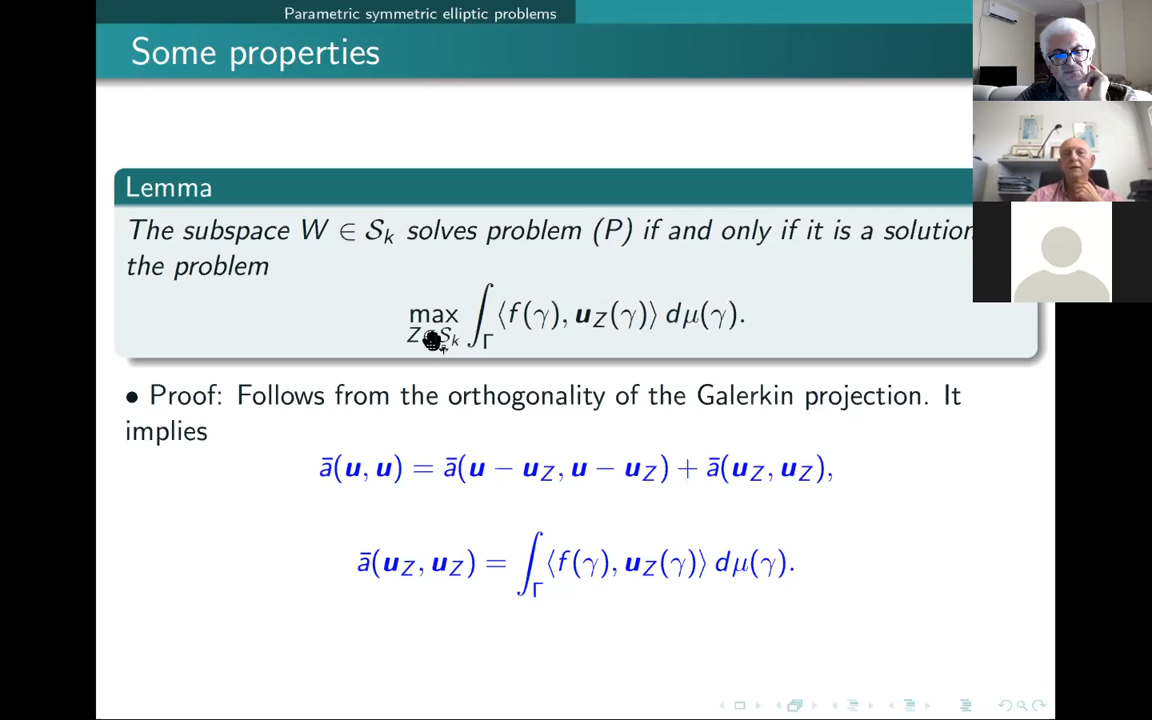 Parametric symmetric elliptic problems
Some properties
Lemma
The subspace W ∈ 𝒮ₖ solves problem (P) if and only if it is a solution
the problem
max ∫_Γ ⟨f(γ), u_Z(γ)⟩ dμ(γ).
Z∈𝒮ₖ
• Proof: Follows from the orthogonality of the Galerkin projection. It
implies
ā(u, u) = ā(u − u_Z, u − u_Z) + ā(u_Z, u_Z),
ā(u_Z, u_Z) = ∫_Γ ⟨f(γ), u_Z(γ)⟩ dμ(γ).